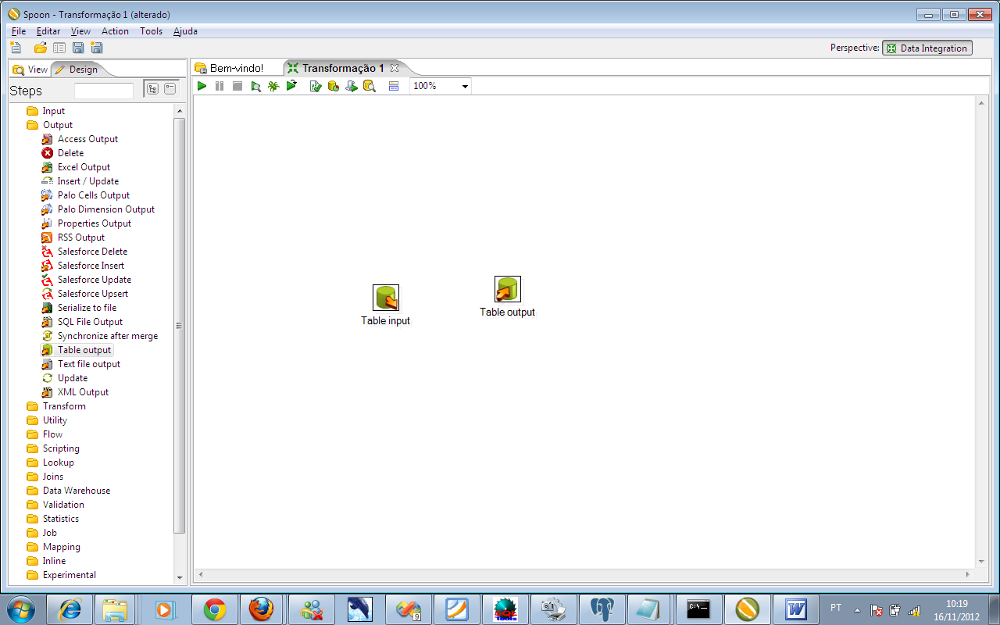 Spoon - Transformação 1 (alterado)
File Editar View Action Tools Ajuda
Perspective: Data Integration
View Design
Bem-vindo! Transformação 1
Steps
100%
Input
Output
Access Output
Delete
Excel Output
Insert / Update
Palo Cells Output
Palo Dimension Output
Properties Output
RSS Output
Salesforce Delete
Salesforce Insert
Salesforce Update
Salesforce Upsert
Serialize to file
SQL File Output
Synchronize after merge
Table output
Text file output
Update
XML Output
Transform
Utility
Flow
Scripting
Lookup
Joins
Data Warehouse
Validation
Statistics
Job
Mapping
Inline
Experimental
Table input
Table output
PT
10:19
16/11/2012